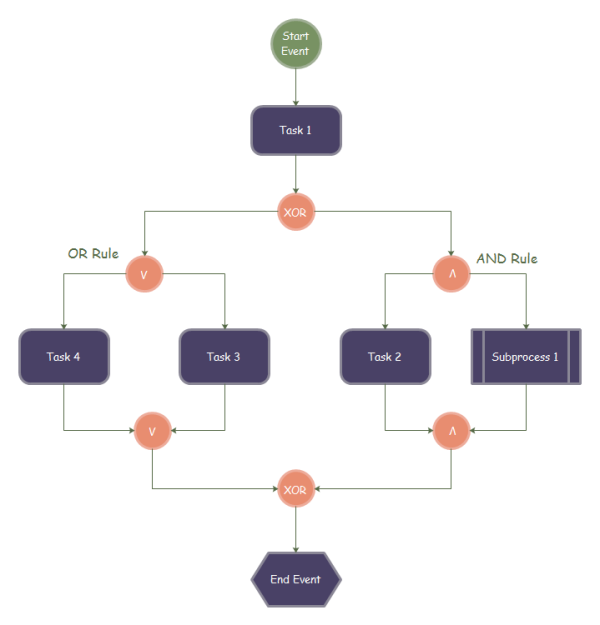 Start
Event
Task 1
XOR
OR Rule
AND Rule
V
Λ
Task 4
Task 3
Task 2
Subprocess 1
V
Λ
XOR
End Event